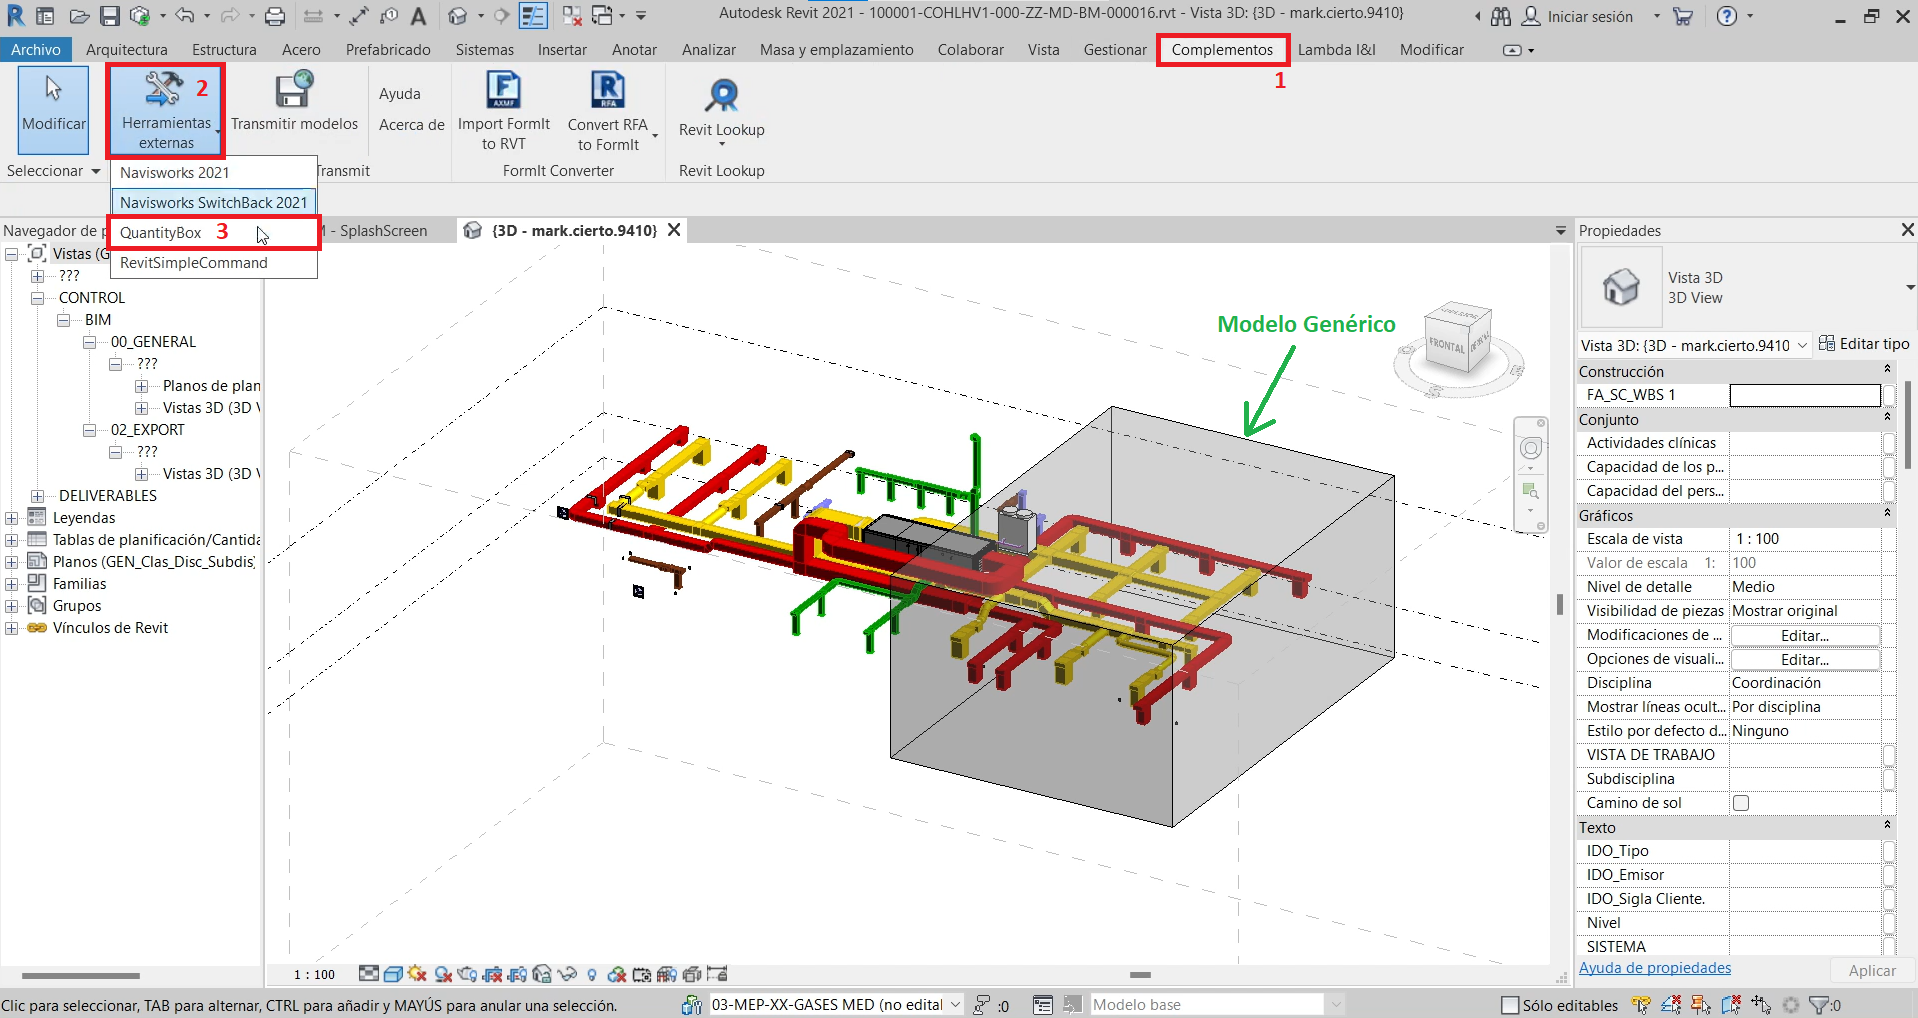 Autodesk Revit 2021 - 100001-COHLHV1-000-ZZ-MD-BM-000016.rvt - Vista 3D: {3D - mark.cierto.9410}
Iniciar sesión
Archivo Arquitectura Estructura Acero Prefabricado Sistemas Insertar Anotar Analizar Masa y emplazamiento Colaborar Vista Gestionar Complementos Lambda I&I Modificar
1
2
Modificar
Herramientas externas
Transmitir modelos
Ayuda
Acerca de
Import FormIt to RVT
AXMF
Convert RFA to FormIt
RFA
Revit Lookup
Seleccionar
ransmit
FormIt Converter
Revit Lookup
Navisworks 2021
Navisworks SwitchBack 2021
QuantityBox 3
RevitSimpleCommand
Navegador de p
- SplashScreen
{3D - mark.cierto.9410}
Vistas (G
???
CONTROL
BIM
00_GENERAL
???
Planos de plan
Vistas 3D (3D V
02_EXPORT
???
Vistas 3D (3D V
DELIVERABLES
Leyendas
Tablas de planificación/Cantida
Planos (GEN_Clas_Disc_Subdis
Familias
Grupos
Vínculos de Revit
Modelo Genérico
FRONTAL
Propiedades
Vista 3D
3D View
Vista 3D: {3D - mark.cierto.9410
Editar tipo
Construcción
FA_SC_WBS 1
Conjunto
Actividades clínicas
Capacidad de los p...
Capacidad del pers...
Gráficos
Escala de vista 1 : 100
Valor de escala 1: 100
Nivel de detalle Medio
Visibilidad de piezas Mostrar original
Modificaciones de ... Editar...
Opciones de visuali... Editar...
Disciplina Coordinación
Mostrar líneas ocult... Por disciplina
Estilo por defecto d... Ninguno
VISTA DE TRABAJO
Subdisciplina
Camino de sol
Texto
IDO_Tipo
IDO_Emisor
IDO_Sigla Cliente.
Nivel
SISTEMA
Ayuda de propiedades
Aplicar
1 : 100
Clic para seleccionar, TAB para alternar, CTRL para añadir y MAYÚS para anular una selección.
03-MEP-XX-GASES MED (no edital
:0
Modelo base
Sólo editables
:0